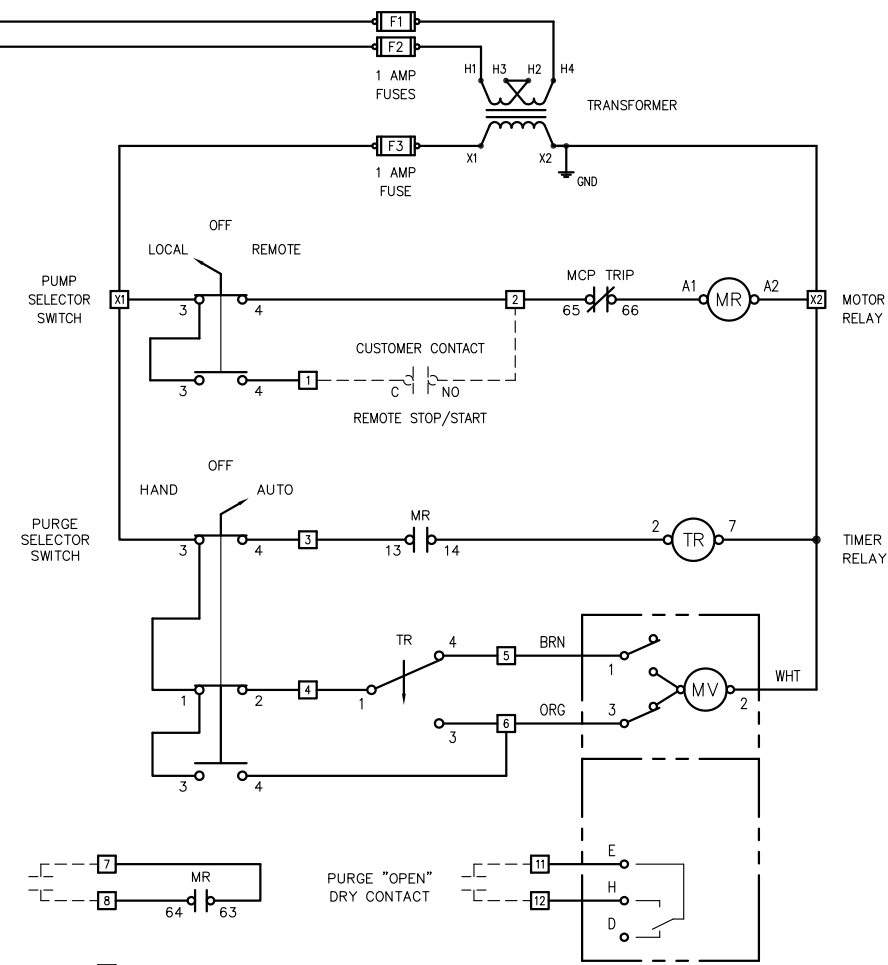 F1
F2
1 AMP
FUSES
H1
H3
H2
H4
TRANSFORMER
F3
1 AMP
FUSE
X1
X2
GND
OFF
LOCAL
REMOTE
PUMP
SELECTOR
SWITCH
X1
3
4
2
MCP TRIP
65
66
A1
MR
A2
X2
MOTOR
RELAY
CUSTOMER CONTACT
3
4
1
C
NO
REMOTE STOP/START
OFF
HAND
AUTO
PURGE
SELECTOR
SWITCH
3
4
3
MR
13
14
2
TR
7
TIMER
RELAY
TR
4
5
BRN
1
1
2
4
1
MV
2
WHT
3
6
ORG
3
3
4
7
8
MR
64
63
PURGE "OPEN"
DRY CONTACT
11
12
E
H
D